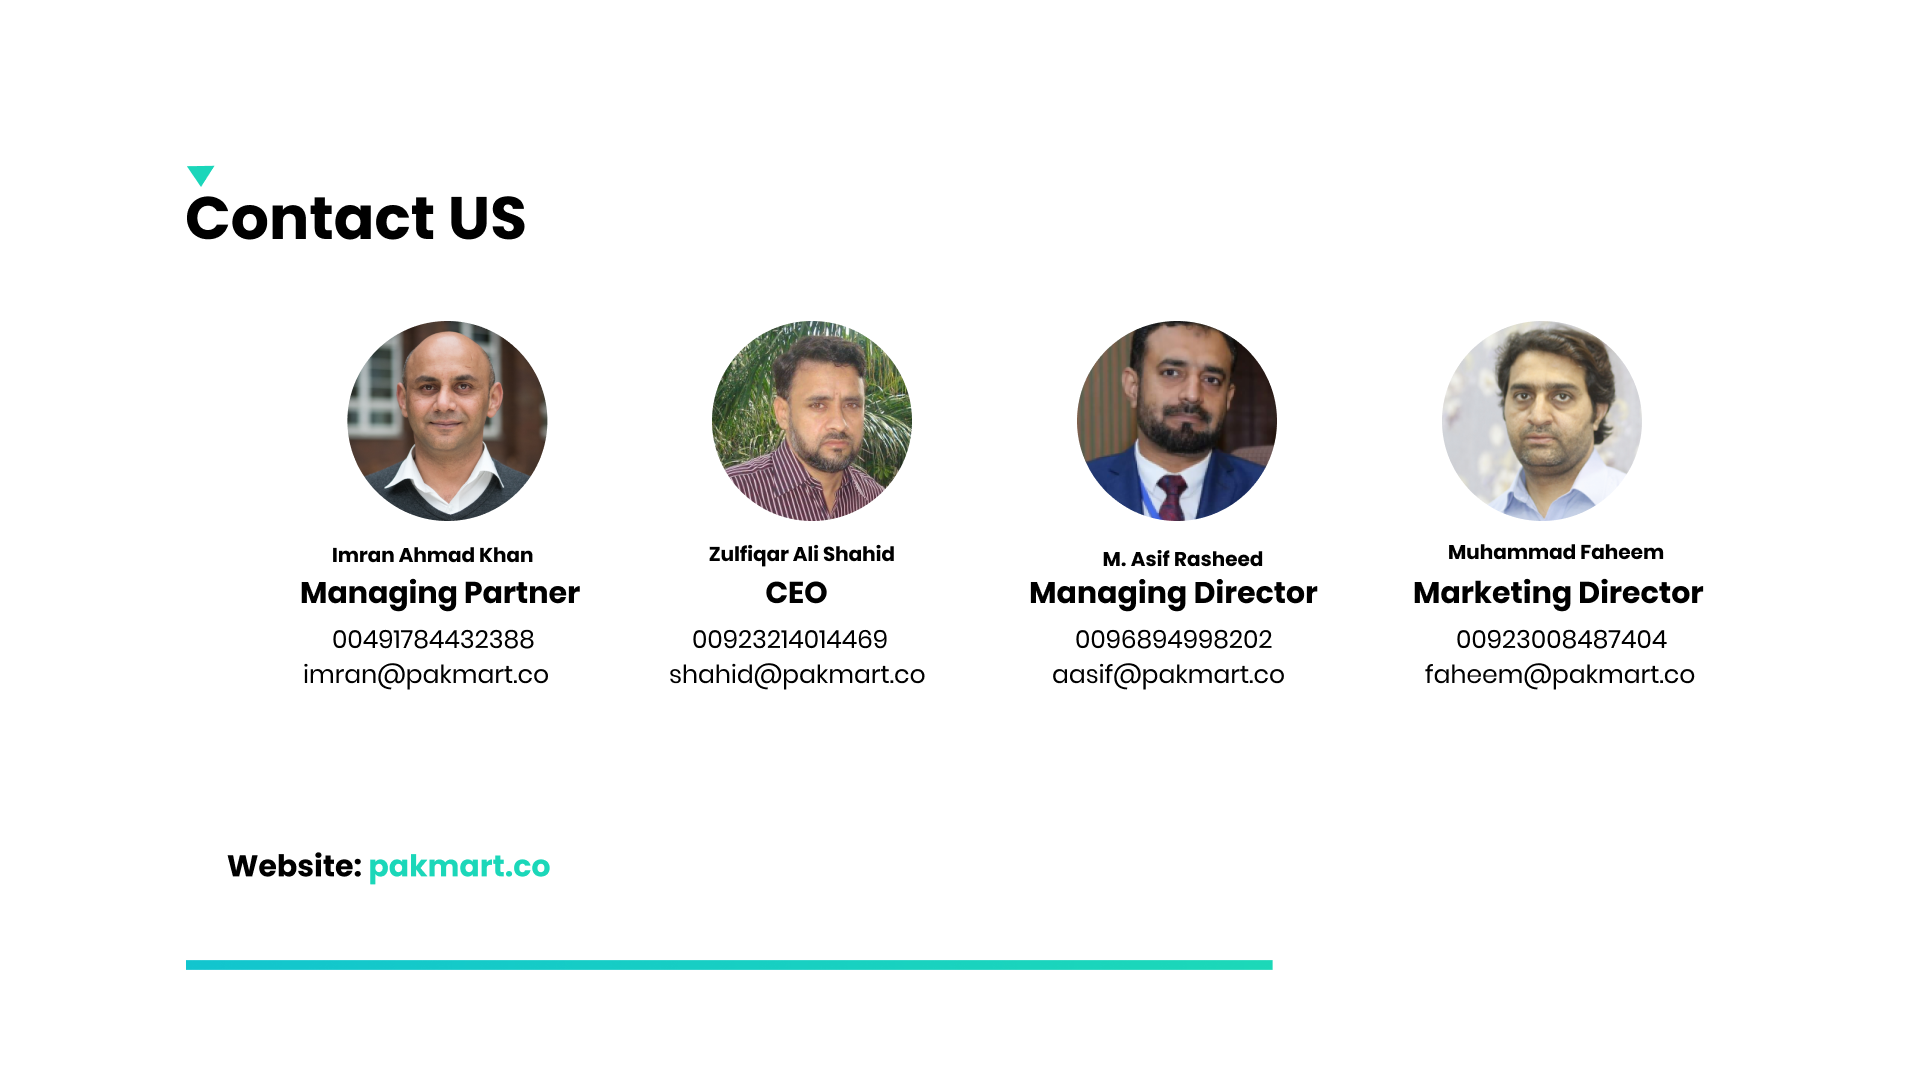 Contact US
Imran Ahmad Khan
Managing Partner
00491784432388
imran@pakmart.co
Zulfiqar Ali Shahid
CEO
00923214014469
shahid@pakmart.co
M. Asif Rasheed
Managing Director
0096894998202
aasif@pakmart.co
Muhammad Faheem
Marketing Director
00923008487404
faheem@pakmart.co
Website: pakmart.co